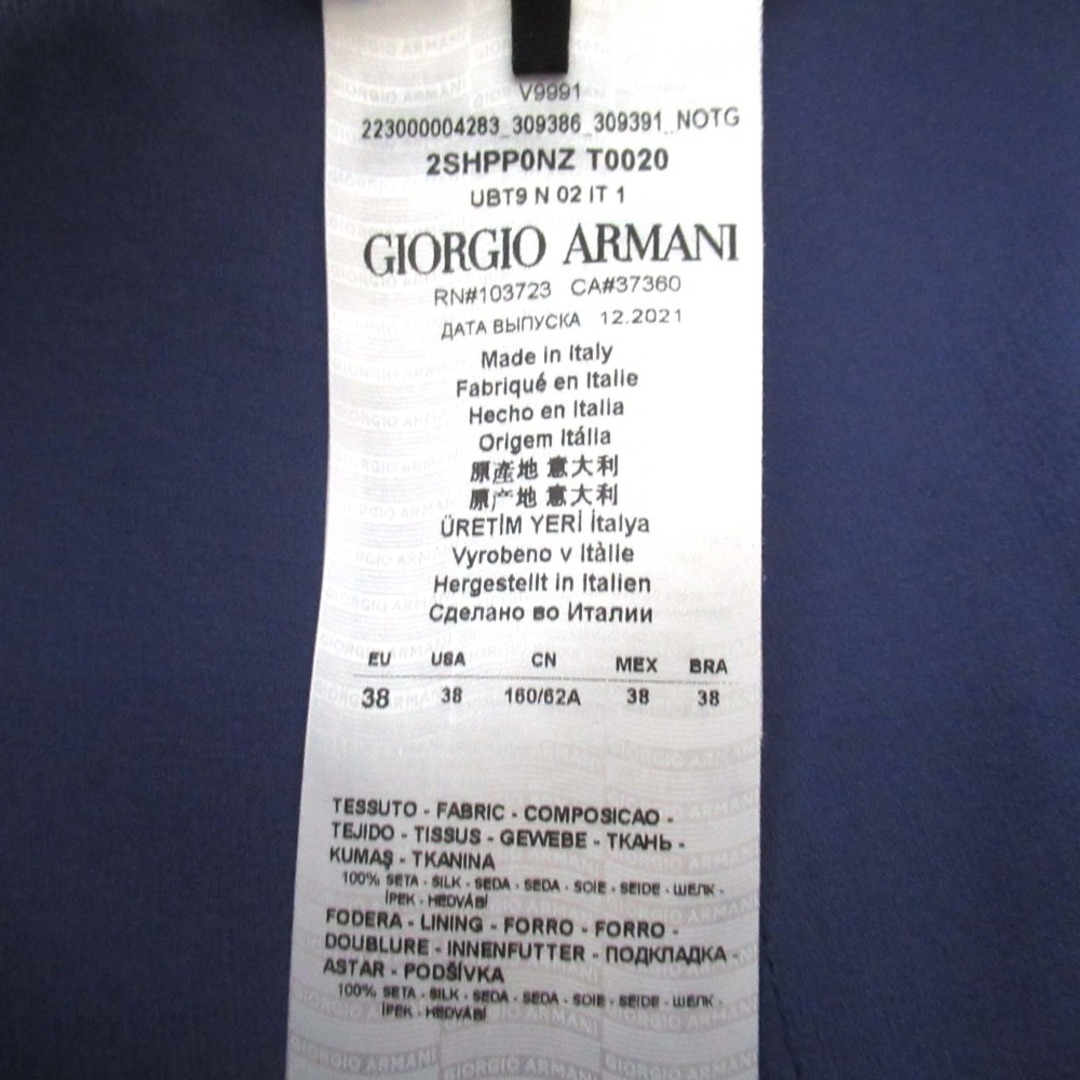 V9991
223000004283_309386_309391_NOTG
2SHPP0NZ T0020
UBT9 N 02 IT 1
GIORGIO ARMANI
RN#103723 CA#37360
ДАТА ВЫПУСКА 12.2021
Made in Italy
Fabriqué en Italie
Hecho en Italia
Origem Itália
原産地 意大利
原产地 意大利
ÜRETİM YERİ İtalya
Vyrobeno v Itàlie
Hergestellt in Italien
Сделано во Италии
EU USA CN MEX BRA
38 38 160/62A 38 38
TESSUTO - FABRIC - COMPOSICAO -
TEJIDO - TISSUS - GEWEBE - ТКАНЬ -
KUMAŞ - TKANINA
100% SETA - SILK - SEDA - SEDA - SOIE - SEIDE - ШЕЛК -
İPEK - HEDVÁBÍ
FODERA - LINING - FORRO - FORRO -
DOUBLURE - INNENFUTTER - ПОДКЛАДКА -
ASTAR - PODŠÍVKA
100% SETA - SILK - SEDA - SEDA - SOIE - SEIDE - ШЕЛК -
İPEK - HEDVÁBÍ